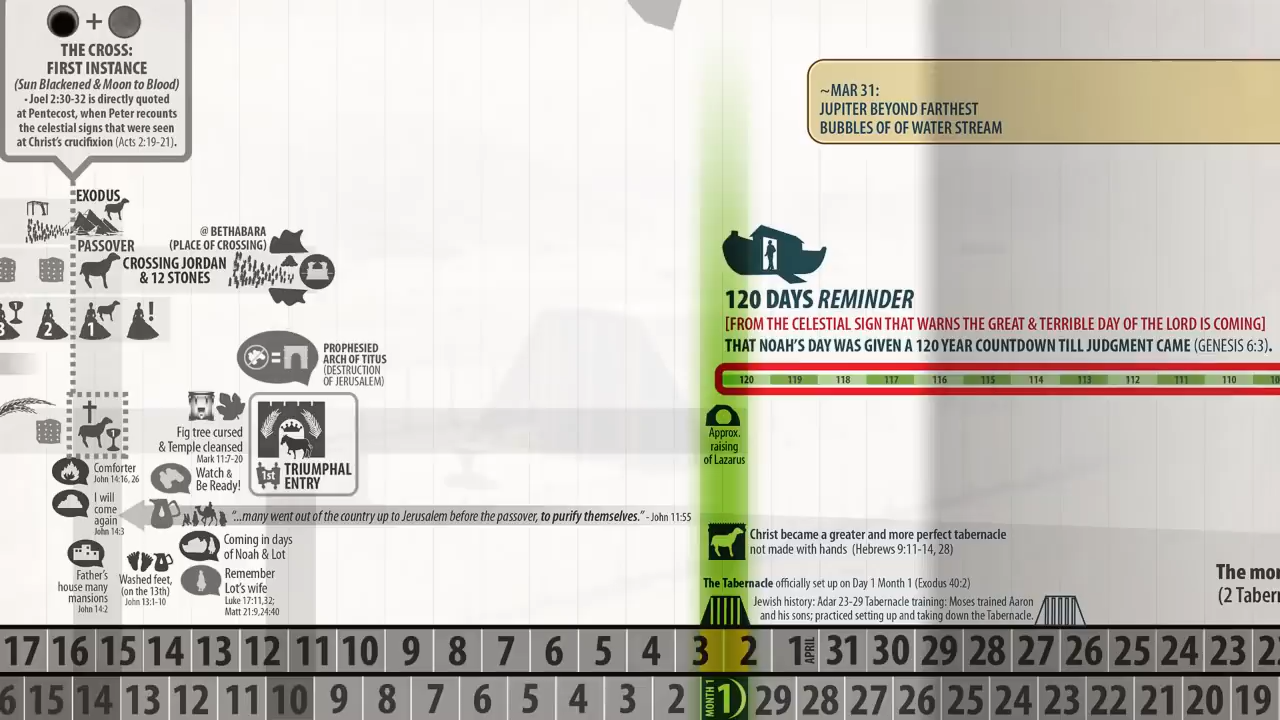 +
THE CROSS:
FIRST INSTANCE
(Sun Blackened & Moon to Blood)
• Joel 2:30-32 is directly quoted
at Pentecost, when Peter recounts
the celestial signs that were seen
at Christ's crucifixion (Acts 2:19-21).
~MAR 31:
JUPITER BEYOND FARTHEST
BUBBLES OF OF WATER STREAM
EXODUS
PASSOVER
@ BETHABARA
(PLACE OF CROSSING)
CROSSING JORDAN
& 12 STONES
3 2 1 !
120 DAYS REMINDER
[FROM THE CELESTIAL SIGN THAT WARNS THE GREAT & TERRIBLE DAY OF THE LORD IS COMING]
THAT NOAH'S DAY WAS GIVEN A 120 YEAR COUNTDOWN TILL JUDGMENT CAME (GENESIS 6:3).
120 119 118 117 116 115 114 113 112 111 110 10
PROPHESIED
ARCH OF TITUS
(DESTRUCTION
OF JERUSALEM)
=
Fig tree cursed
& Temple cleansed
Mark 11:7-20
Watch &
Be Ready!
1st
TRIUMPHAL
ENTRY
Approx.
raising
of Lazarus
Comforter
John 14:16, 26
I will
come
again
John 14:3
"...many went out of the country up to Jerusalem before the passover, to purify themselves." - John 11:55
Father's
house many
mansions
John 14:2
Washed feet,
(on the 13th)
John 13:1-10
Coming in days
of Noah & Lot
Remember
Lot's wife
Luke 17:11,32;
Matt 21:9,24:40
Christ became a greater and more perfect tabernacle
not made with hands (Hebrews 9:11-14, 28)
The Tabernacle officially set up on Day 1 Month 1 (Exodus 40:2)
Jewish history: Adar 23-29 Tabernacle training: Moses trained Aaron
and his sons; practiced setting up and taking down the Tabernacle.
The mor
(2 Tabern
17 16 15 14 13 12 11 10 9 8 7 6 5 4 3 2 1 APRIL 31 30 29 28 27 26 25 24 23 22
6 15 14 13 12 11 10 9 8 7 6 5 4 3 2 MONTH 1 1 29 28 27 26 25 24 23 22 21 20 19